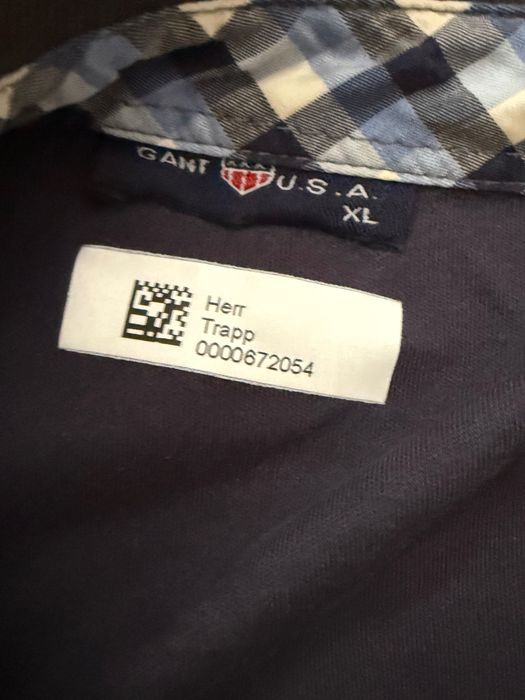 GANT U.S.A.
XL
Herr
Trapp
0000672054